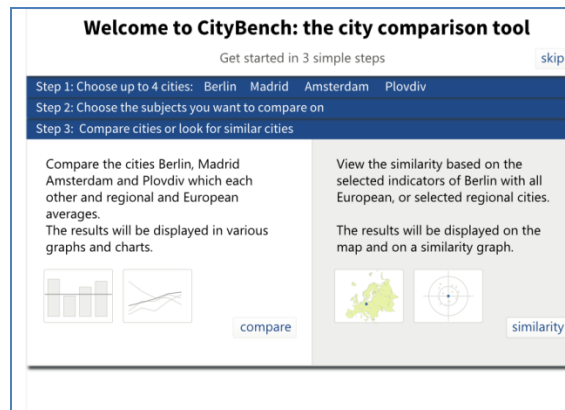 Welcome to CityBench: the city comparison tool
Get started in 3 simple steps
skip
Step 1: Choose up to 4 cities: Berlin Madrid Amsterdam Plovdiv
Step 2: Choose the subjects you want to compare on
Step 3: Compare cities or look for similar cities
Compare the cities Berlin, Madrid
Amsterdam and Plovdiv which each
other and regional and European
averages.
The results will be displayed in various
graphs and charts.
compare
View the similarity based on the
selected indicators of Berlin with all
European, or selected regional cities.
The results will be displayed on the
map and on a similarity graph.
similarity